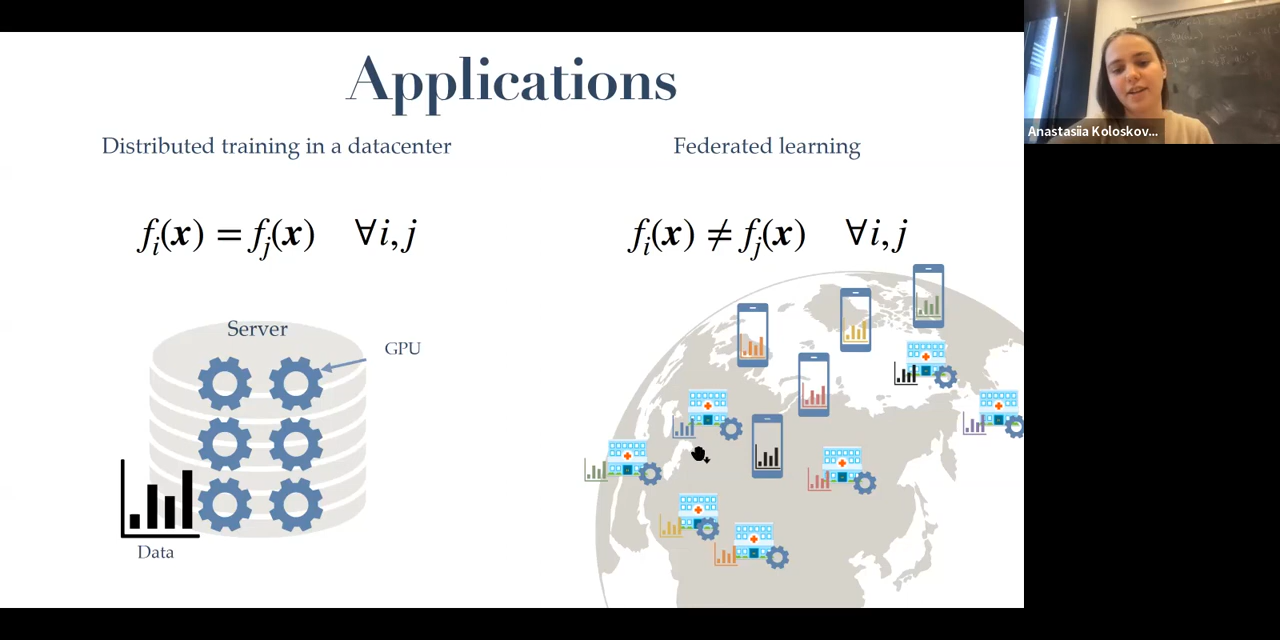 Applications
Distributed training in a datacenter
Federated learning
fᵢ(x) = fⱼ(x) ∀i, j
fᵢ(x) ≠ fⱼ(x) ∀i, j
Server
GPU
Data
Anastasiia Koloskov...